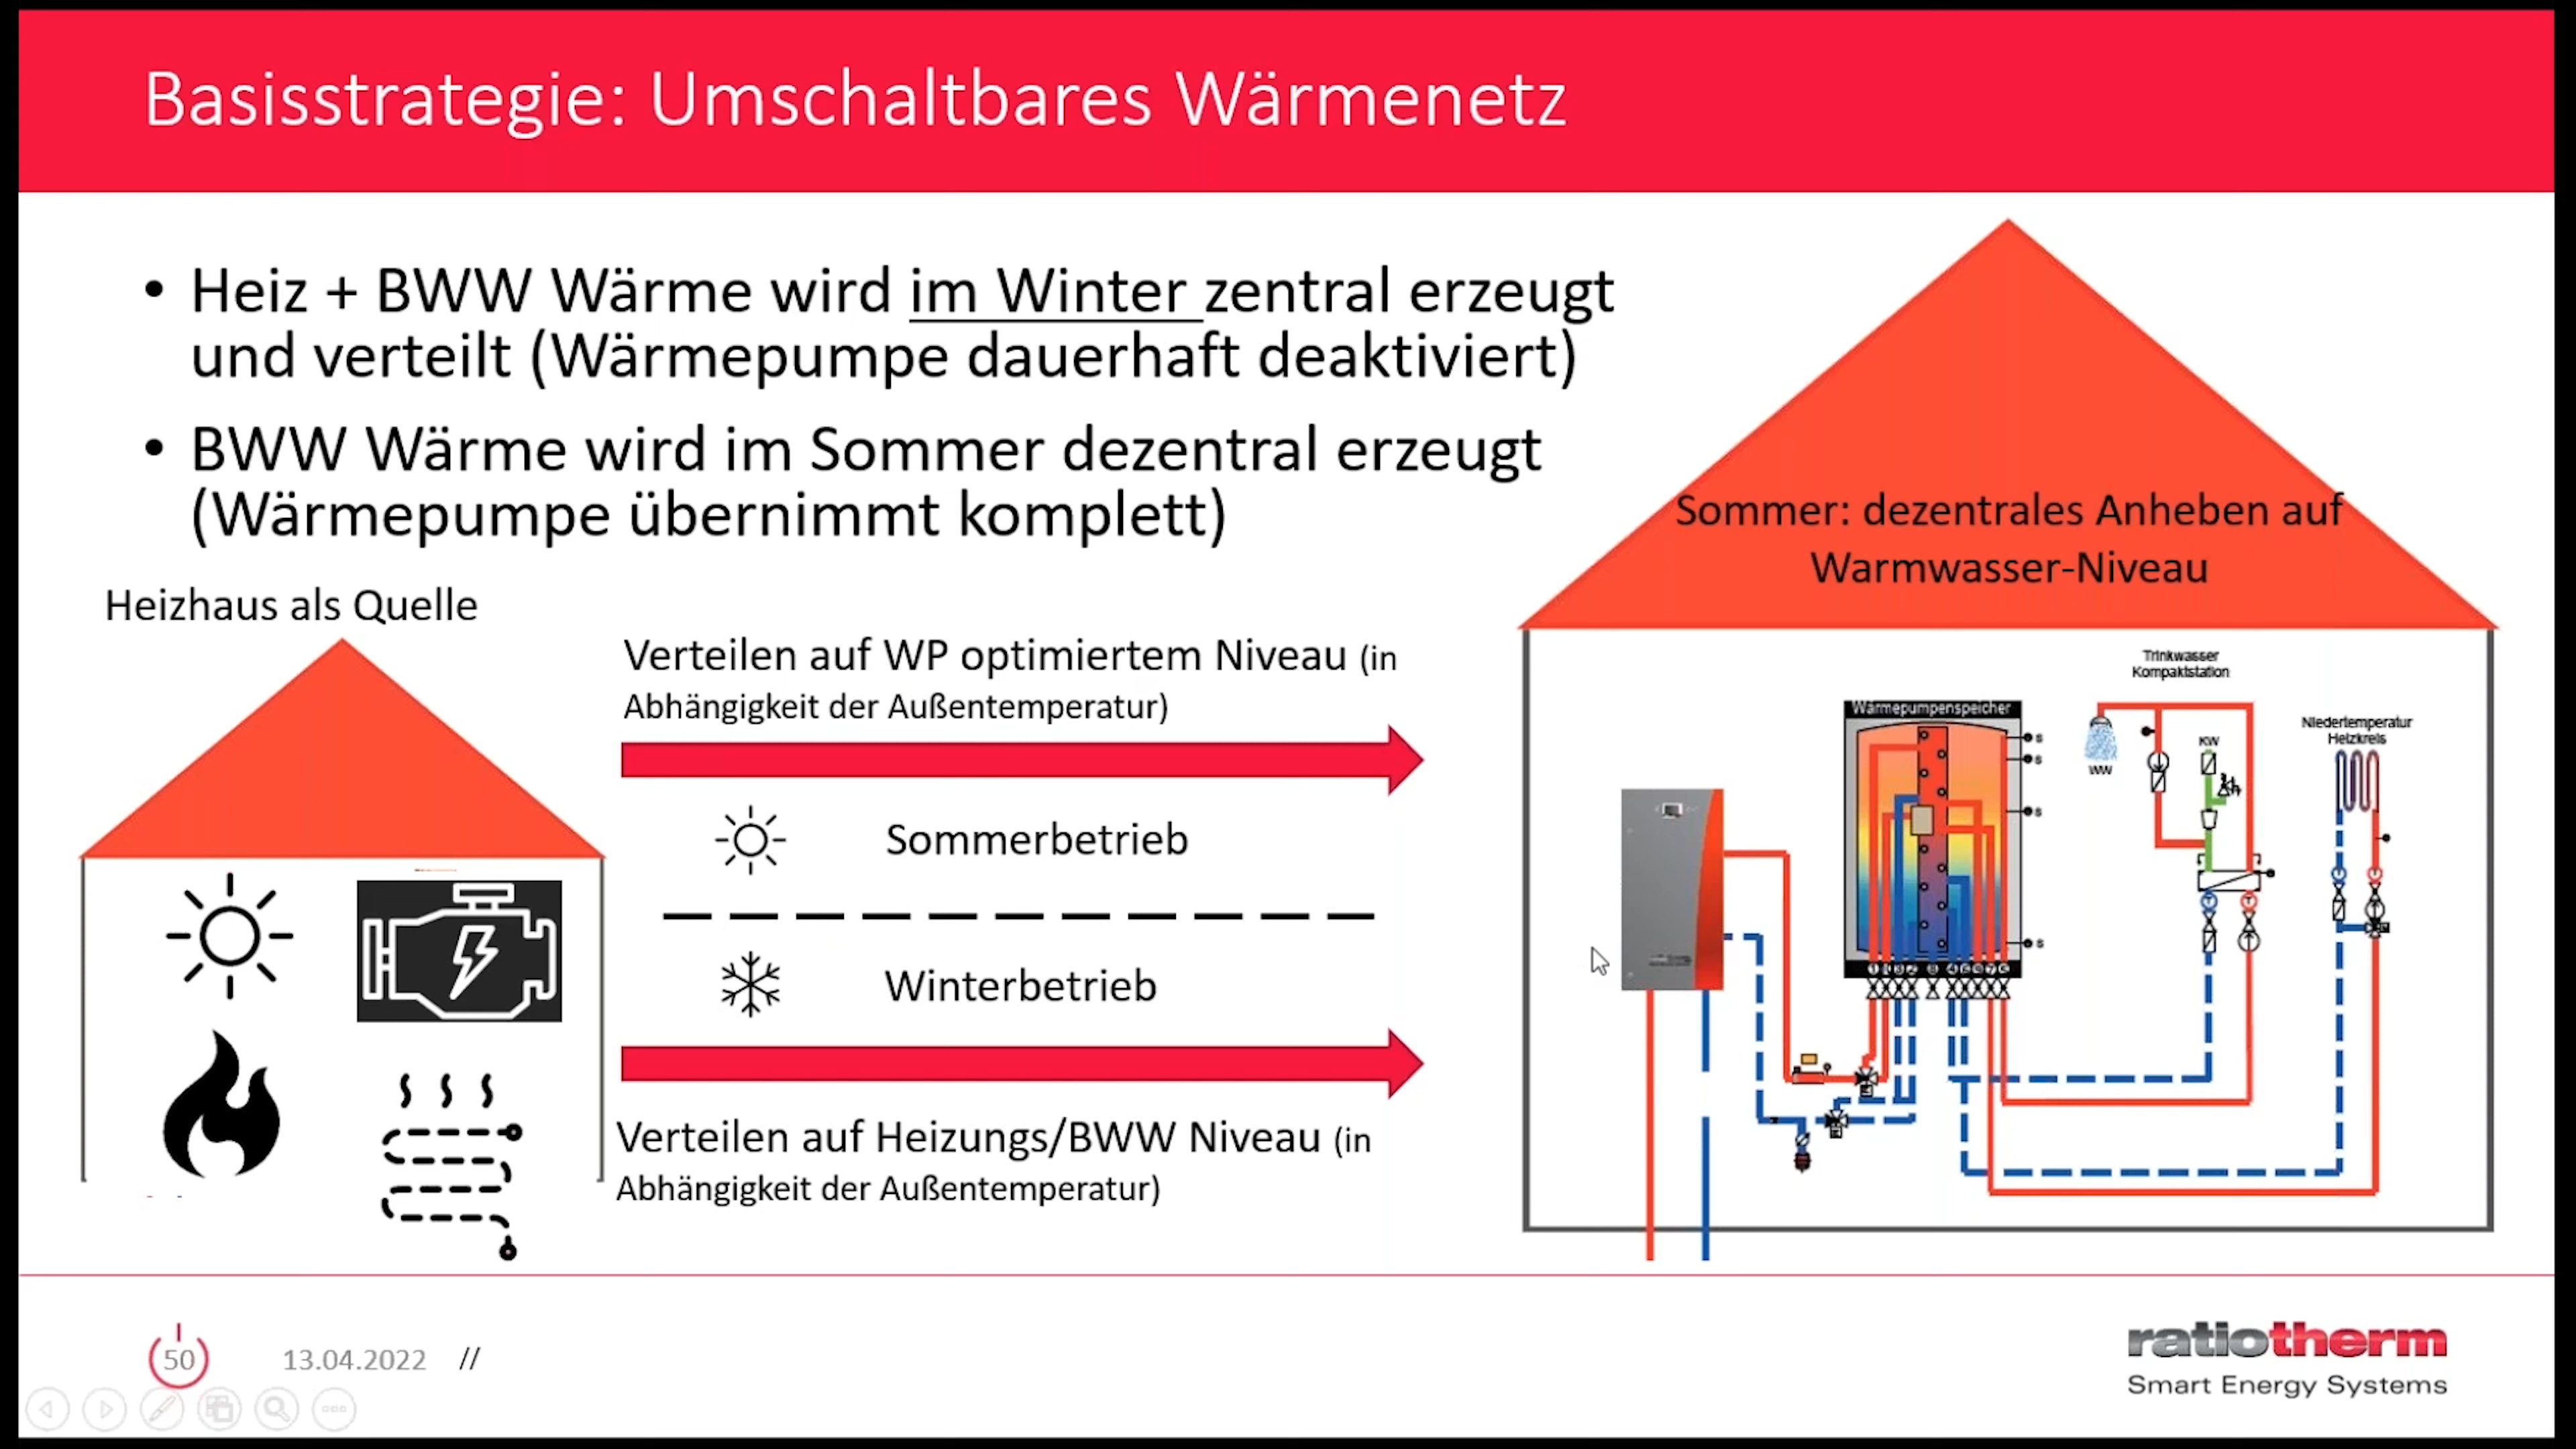 Basisstrategie: Umschaltbares Wärmenetz
• Heiz + BWW Wärme wird im Winter zentral erzeugt
und verteilt (Wärmepumpe dauerhaft deaktiviert)
• BWW Wärme wird im Sommer dezentral erzeugt
(Wärmepumpe übernimmt komplett)
Heizhaus als Quelle
Verteilen auf WP optimiertem Niveau (in
Abhängigkeit der Außentemperatur)
Sommerbetrieb
Winterbetrieb
Verteilen auf Heizungs/BWW Niveau (in
Abhängigkeit der Außentemperatur)
Sommer: dezentrales Anheben auf
Warmwasser-Niveau
Trinkwasser
Kompaktstation
Wärmepumpenspeicher
Niedertemperatur
Heizkreis
KW
WW
S
S
S
S
50
13.04.2022 //
ratiotherm
Smart Energy Systems